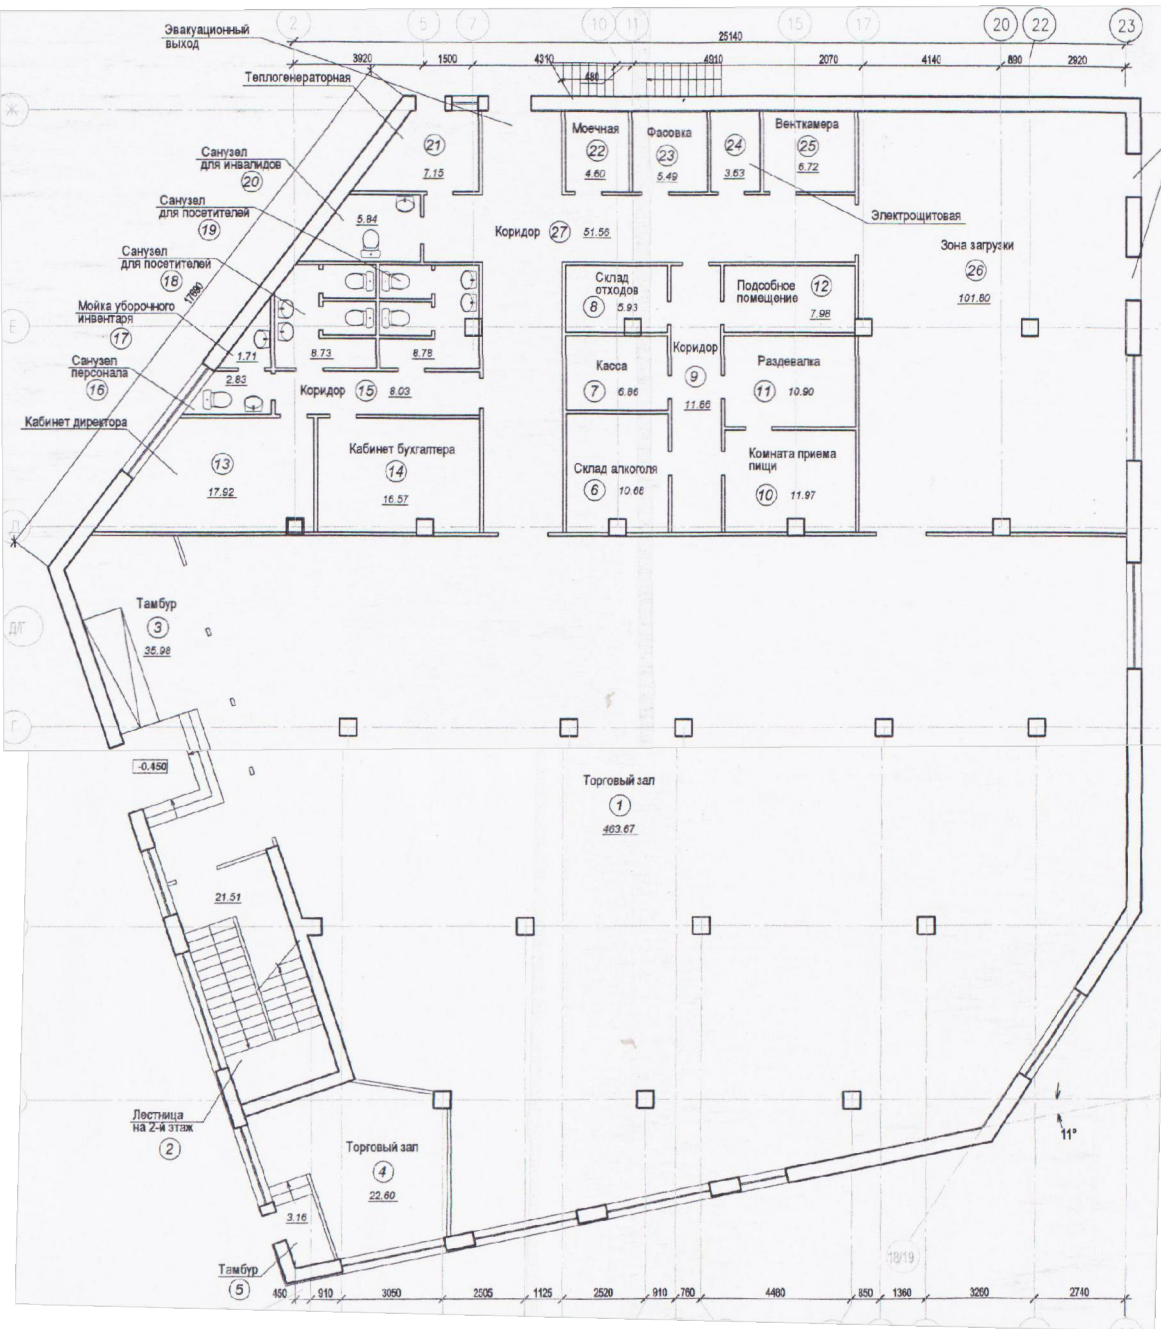 Эвакуационный
выход
2
5
7
10
11
15
17
20
22
23
25140
3920
1500
4310
480
4910
2070
4140
890
2920
Теплогенераторная
Ж
21
7.15
Моечная
22
4.60
Фасовка
23
5.49
24
3.63
Венткамера
25
6.72
Санузел
для инвалидов
20
5.84
Санузел
для посетителей
19
Коридор 27 51.56
Электрощитовая
Зона загрузки
26
101.80
Санузел
для посетителей
18
17690
Склад
отходов
8 5.93
Подсобное
помещение
12
7.98
Мойка уборочного
инвентаря
17
Е
1.71
8.73
8.78
Коридор
9
11.66
Санузел
персонала
16
2.83
Коридор 15 8.03
Касса
7 6.86
Раздевалка
11 10.90
Кабинет директора
13
17.92
Кабинет бухгалтера
14
16.57
Склад алкоголя
6 10.68
Комната приема
пищи
10 11.97
Д
Тамбур
3
35.98
Д/Г
Г
-0.450
Торговый зал
1
463.67
21.51
Лестница
на 2-й этаж
2
Торговый зал
4
22.60
11°
3.16
Тамбур
5
18/19
450
910
3050
2505
1125
2520
910
760
4480
850
1360
3260
2740